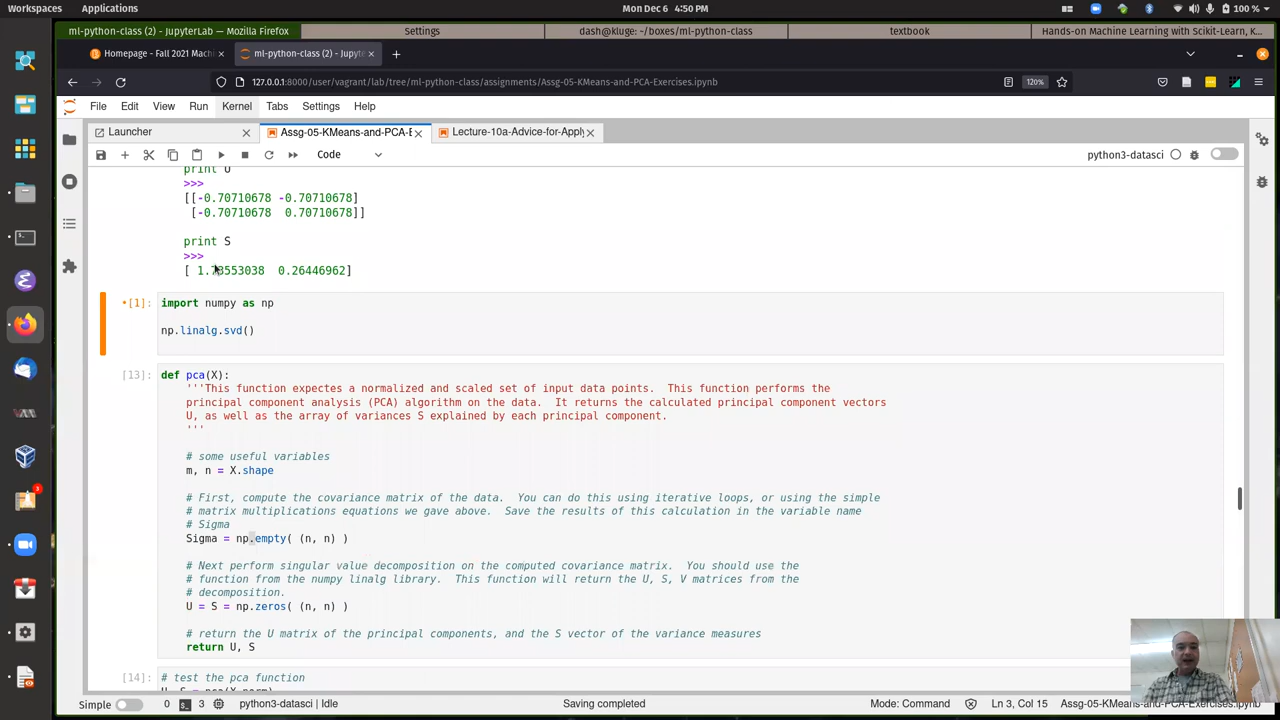 Workspaces Applications Mon Dec 6 4:50 PM 100 %
ml-python-class (2) - JupyterLab — Mozilla Firefox Settings dash@kluge: ~/boxes/ml-python-class textbook Hands-on Machine Learning with Scikit-Learn, K
Homepage - Fall 2021 Machi ml-python-class (2) - Jupyt
127.0.0.1:8000/user/vagrant/lab/tree/ml-python-class/assignments/Assg-05-KMeans-and-PCA-Exercises.ipynb 120%
File Edit View Run Kernel Tabs Settings Help
Launcher Assg-05-KMeans-and-PCA-E Lecture-10a-Advice-for-Apply
Code python3-datasci
print U
>>>
[[-0.70710678 -0.70710678]
[-0.70710678 0.70710678]]
print S
>>>
[ 1.73553038 0.26446962]
[1]: import numpy as np
np.linalg.svd()
[13]: def pca(X):
'''This function expectes a normalized and scaled set of input data points. This function performs the
principal component analysis (PCA) algorithm on the data. It returns the calculated principal component vectors
U, as well as the array of variances S explained by each principal component.
'''
# some useful variables
m, n = X.shape
# First, compute the covariance matrix of the data. You can do this using iterative loops, or using the simple
# matrix multiplications equations we gave above. Save the results of this calculation in the variable name
# Sigma
Sigma = np.empty( (n, n) )
# Next perform singular value decomposition on the computed covariance matrix. You should use the
# function from the numpy linalg library. This function will return the U, S, V matrices from the
# decomposition.
U = S = np.zeros( (n, n) )
# return the U matrix of the principal components, and the S vector of the variance measures
return U, S
[14]: # test the pca function
U, S = pca(X_norm)
Simple 0 3 python3-datasci | Idle Saving completed Mode: Command Ln 3, Col 15 Assg-05-KMeans-and-PCA-Exercises.ipynb